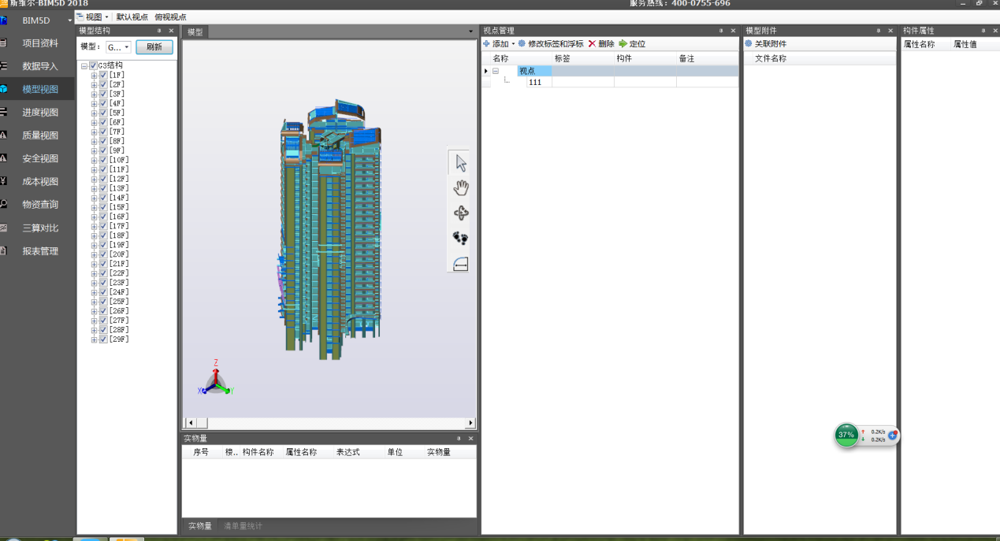 斯维尔-BIM5D 2018
服务热线：400-0755-696
BIM5D
项目资料
数据导入
模型视图
进度视图
质量视图
安全视图
成本视图
物资查询
三算对比
报表管理
视图 默认视点 俯视视点
模型结构
模型： G... 刷新
G3结构
[1F]
[2F]
[3F]
[4F]
[5F]
[6F]
[7F]
[8F]
[9F]
[10F]
[11F]
[12F]
[13F]
[14F]
[15F]
[16F]
[17F]
[18F]
[19F]
[20F]
[21F]
[22F]
[23F]
[24F]
[25F]
[26F]
[27F]
[28F]
[29F]
模型
Z
X Y
实物量
序号 楼.. 构件名称 属性名称 表达式 单位 实物量
实物量 清单量统计
视点管理
添加 修改标签和浮标 删除 定位
名称 标签 构件 备注
视点
111
模型附件
关联附件
文件名称
构件属性
属性名称 属性值
37% 0.2K/s
0.2K/s